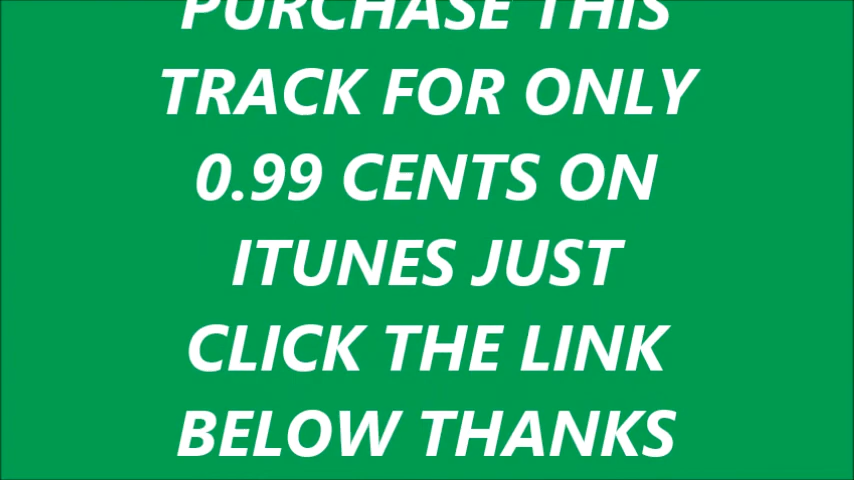 PURCHASE THIS
TRACK FOR ONLY
0.99 CENTS ON
ITUNES JUST
CLICK THE LINK
BELOW THANKS